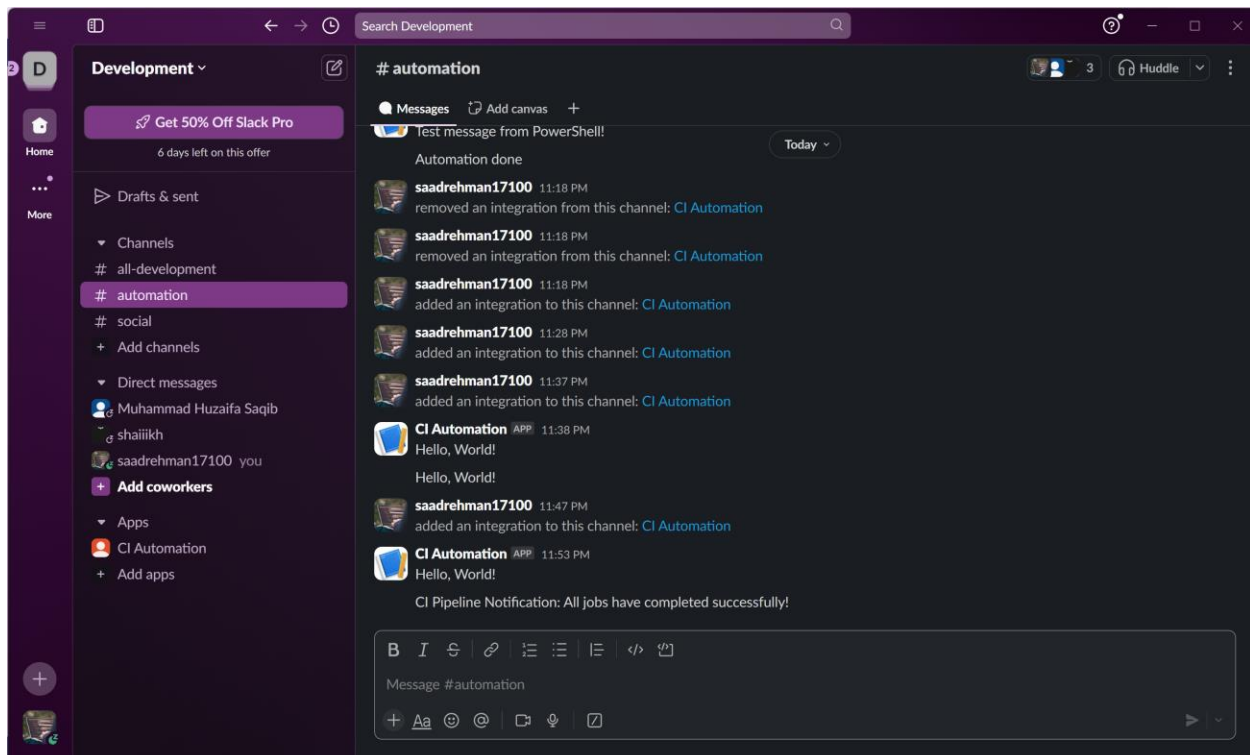 Search Development
2
D
Home
More
Development
Get 50% Off Slack Pro
6 days left on this offer
Drafts & sent
Channels
# all-development
# automation
# social
+ Add channels
Direct messages
Muhammad Huzaifa Saqib
shaiiikh
saadrehman17100 you
+ Add coworkers
Apps
CI Automation
+ Add apps
# automation
3
Huddle
Messages
Add canvas
+
Today
Test message from PowerShell!
Automation done
saadrehman17100 11:18 PM
removed an integration from this channel: CI Automation
saadrehman17100 11:18 PM
removed an integration from this channel: CI Automation
saadrehman17100 11:18 PM
added an integration to this channel: CI Automation
saadrehman17100 11:28 PM
added an integration to this channel: CI Automation
saadrehman17100 11:37 PM
added an integration to this channel: CI Automation
CI Automation APP 11:38 PM
Hello, World!
Hello, World!
saadrehman17100 11:47 PM
added an integration to this channel: CI Automation
CI Automation APP 11:53 PM
Hello, World!
CI Pipeline Notification: All jobs have completed successfully!
B I S
Message #automation
+ Aa @